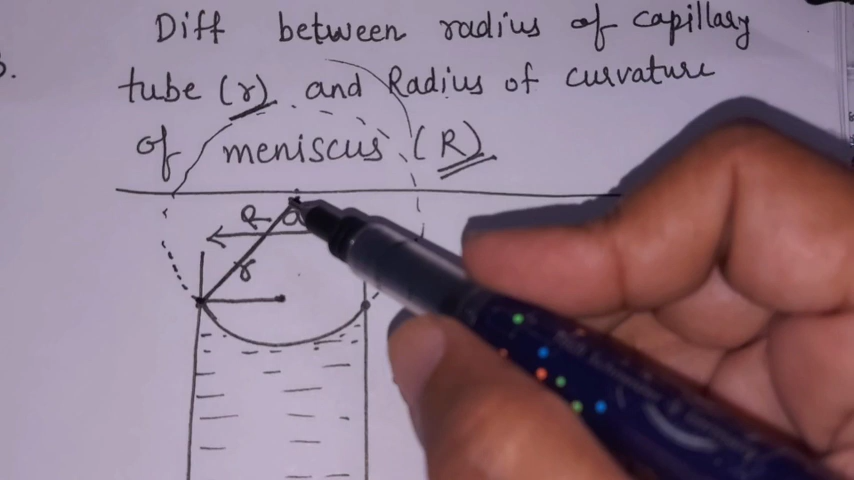 Diff between radius of capillary
tube (r) and Radius of curvature
of meniscus (R)
R
r